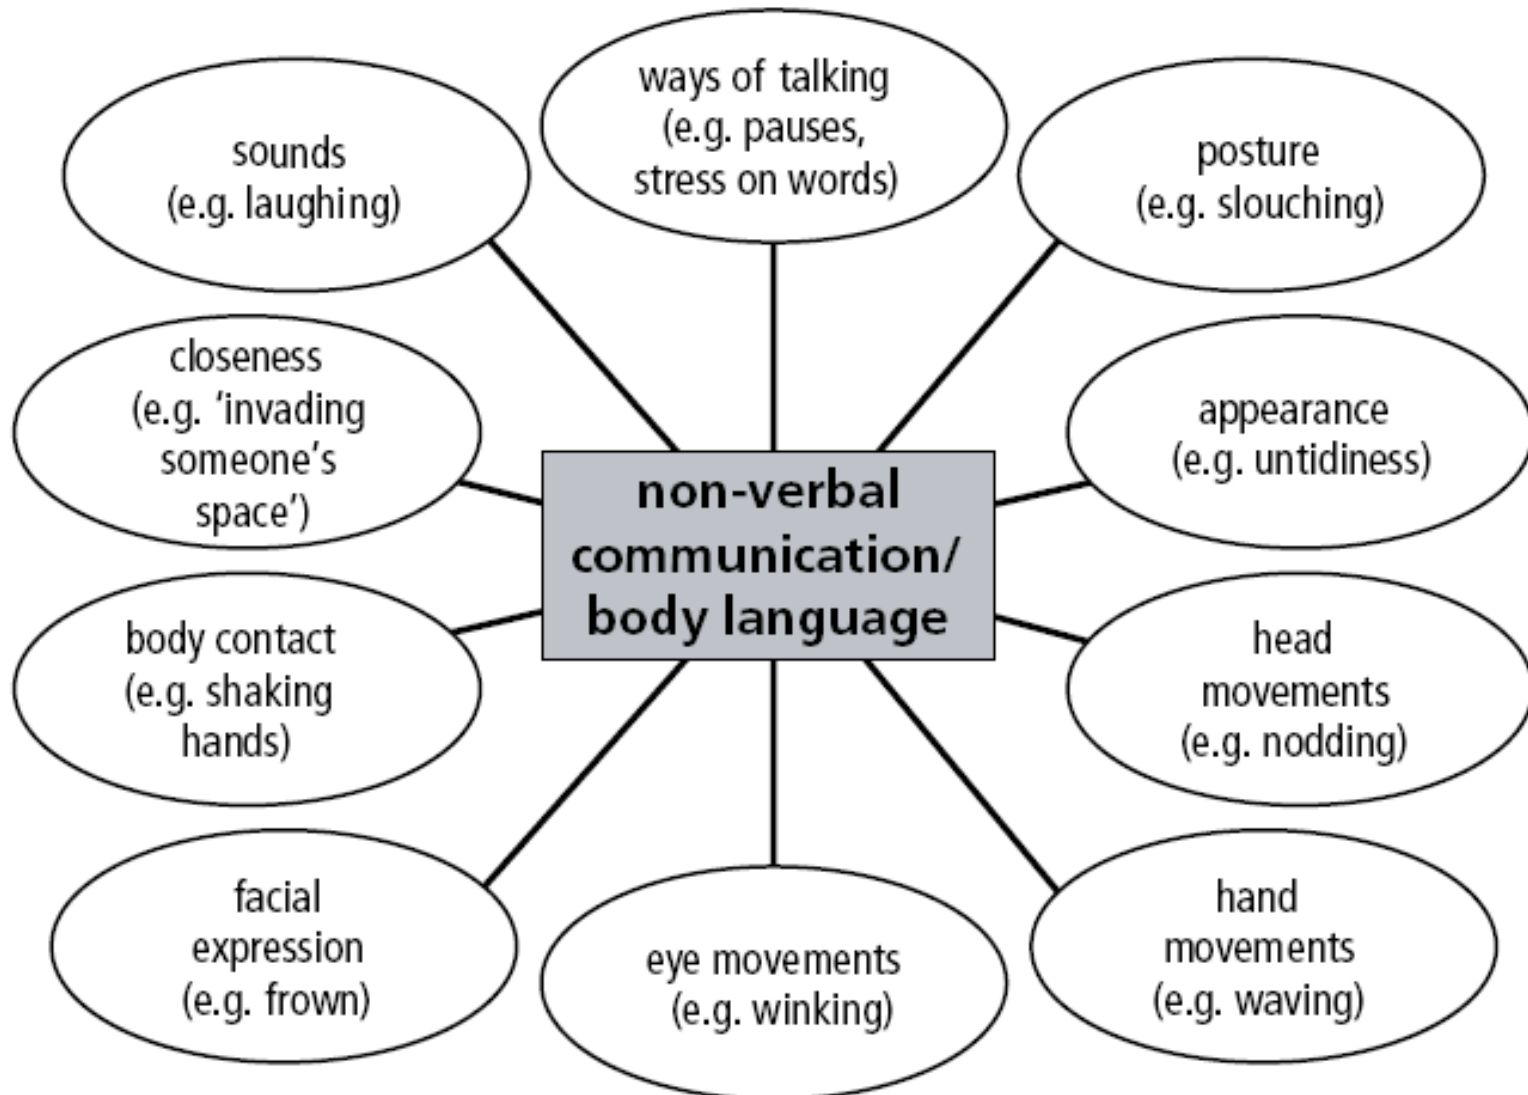 ways of talking
(e.g. pauses,
stress on words)
sounds
(e.g. laughing)
posture
(e.g. slouching)
closeness
(e.g. ‘invading
someone’s
space’)
appearance
(e.g. untidiness)
non-verbal
communication/
body language
body contact
(e.g. shaking
hands)
head
movements
(e.g. nodding)
facial
expression
(e.g. frown)
eye movements
(e.g. winking)
hand
movements
(e.g. waving)